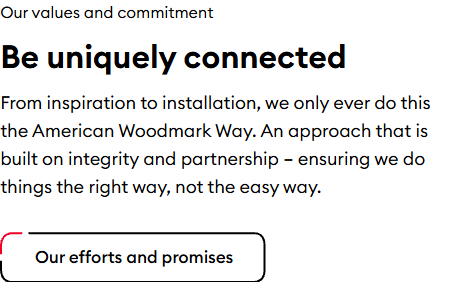 Our values and commitment
Be uniquely connected
From inspiration to installation, we only ever do this
the American Woodmark Way. An approach that is
built on integrity and partnership – ensuring we do
things the right way, not the easy way.
Our efforts and promises